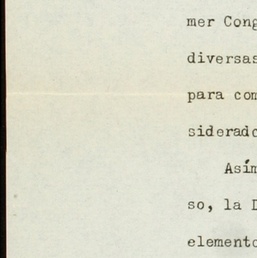 mer Cong
diversas
para com
siderado
Asím
so, la D
elemento